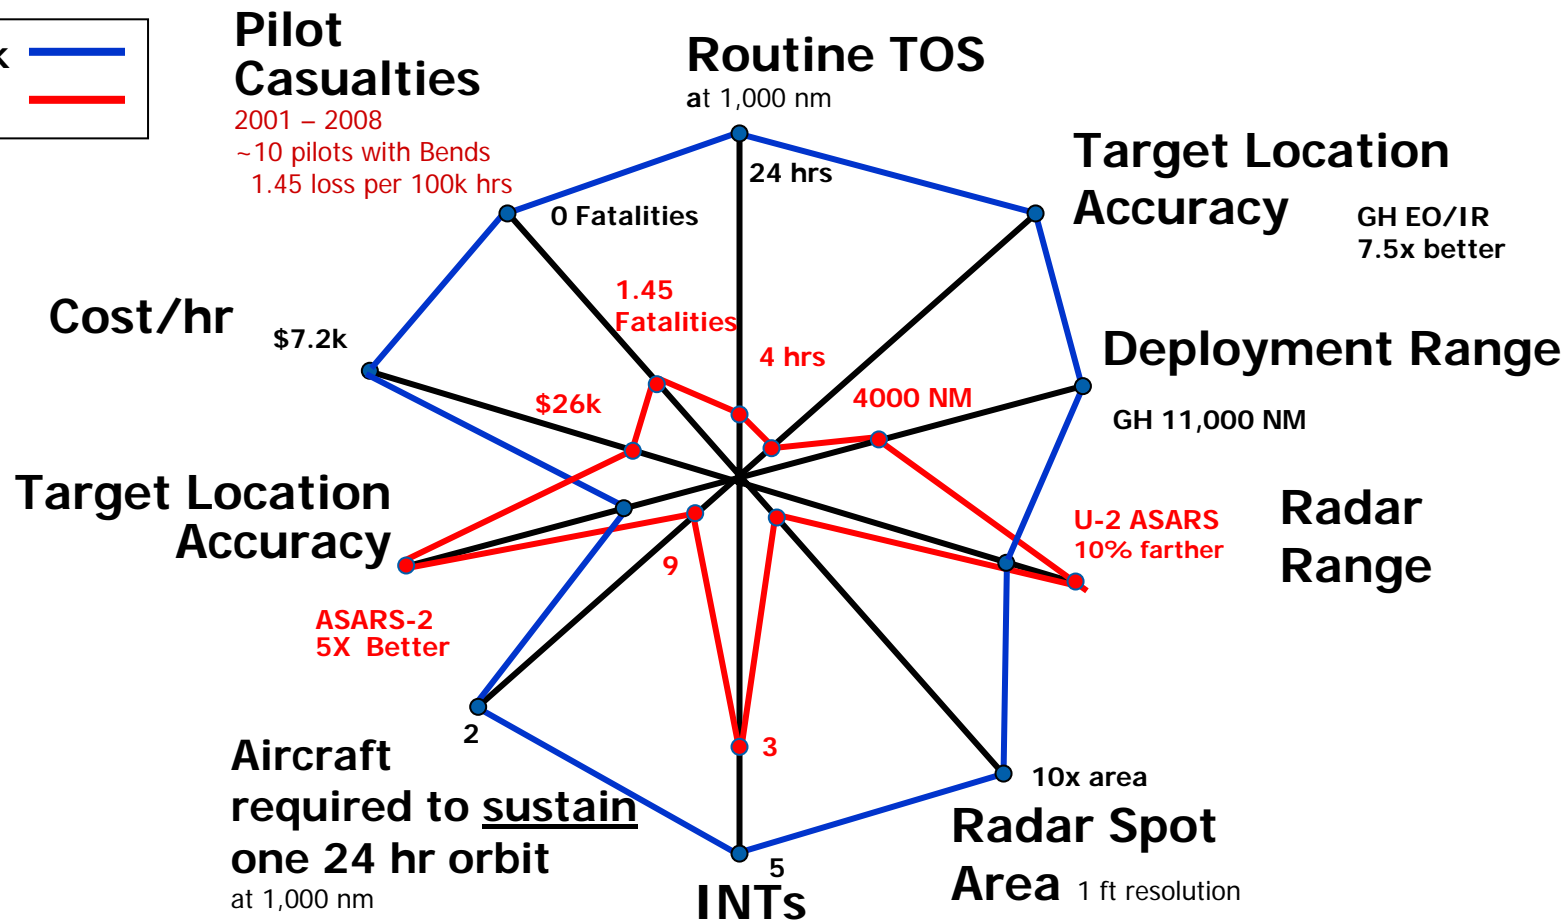 k
Pilot
Casualties
2001 – 2008
~10 pilots with Bends
1.45 loss per 100k hrs
Routine TOS
at 1,000 nm
24 hrs
Target Location
Accuracy
GH EO/IR
7.5x better
0 Fatalities
1.45
Fatalities
4 hrs
Cost/hr
$7.2k
$26k
4000 NM
Deployment Range
GH 11,000 NM
Target Location
Accuracy
ASARS-2
5X Better
9
U-2 ASARS
10% farther
Radar
Range
2
Aircraft
required to sustain
one 24 hr orbit
at 1,000 nm
3
5
INTs
10x area
Radar Spot
Area 1 ft resolution